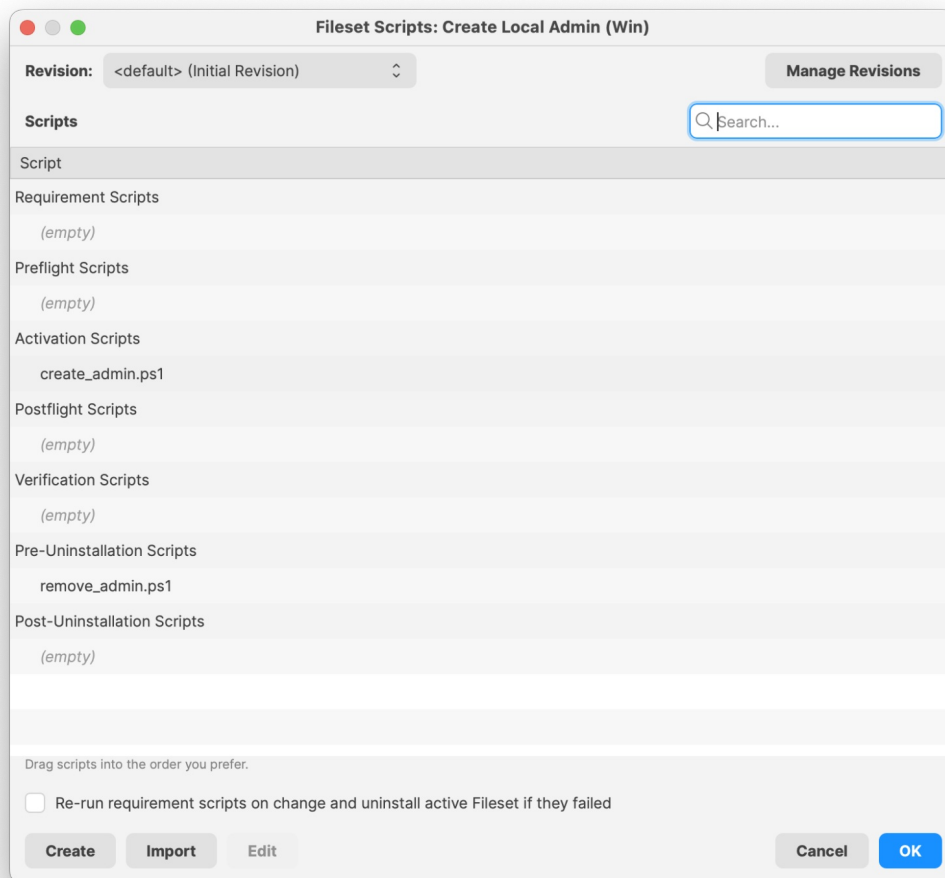 Fileset Scripts: Create Local Admin (Win)
Revision: <default> (Initial Revision) Manage Revisions
Scripts Search...
Script
Requirement Scripts
(empty)
Preflight Scripts
(empty)
Activation Scripts
create_admin.ps1
Postflight Scripts
(empty)
Verification Scripts
(empty)
Pre-Uninstallation Scripts
remove_admin.ps1
Post-Uninstallation Scripts
(empty)
Drag scripts into the order you prefer.
Re-run requirement scripts on change and uninstall active Fileset if they failed
Create Import Edit Cancel OK